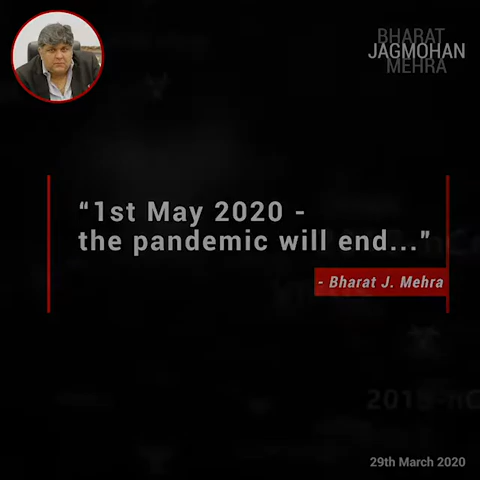 BHARAT
JAGMOHAN
MEHRA
“1st May 2020 -
the pandemic will end...”
- Bharat J. Mehra
29th March 2020